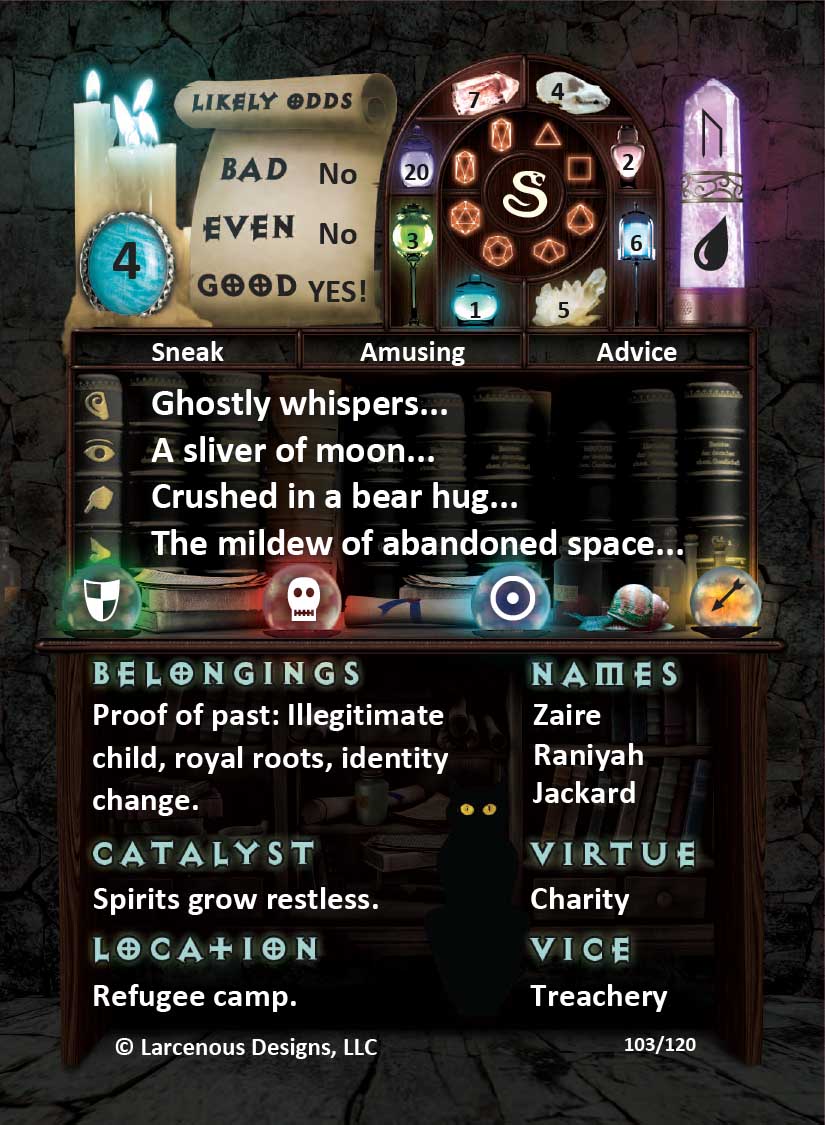 LIKELY ODDS
BAD No
EVEN No
GOOD YES!
4
7
4
20
2
3
6
1
5
S
Sneak Amusing Advice
Ghostly whispers...
A sliver of moon...
Crushed in a bear hug...
The mildew of abandoned space...
BELONGINGS
Proof of past: Illegitimate
child, royal roots, identity
change.
NAMES
Zaire
Raniyah
Jackard
CATALYST
Spirits grow restless.
VIRTUE
Charity
LOCATION
Refugee camp.
VICE
Treachery
© Larcenous Designs, LLC
103/120